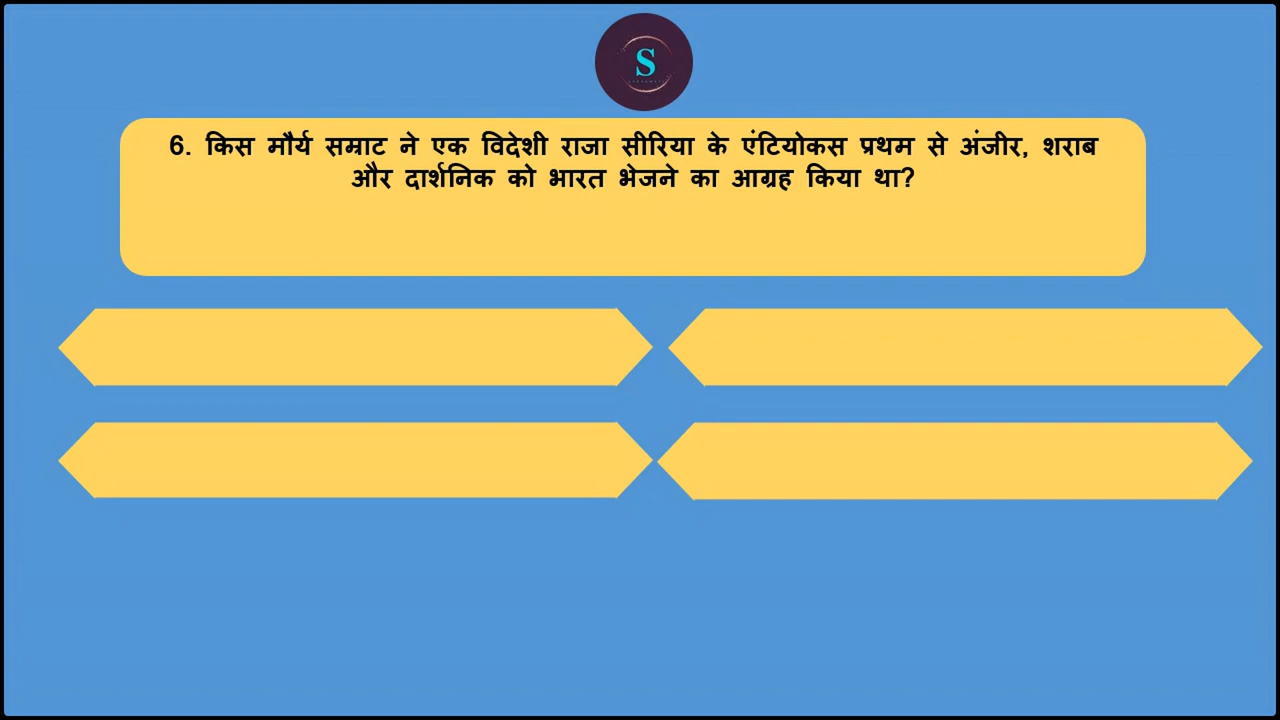 S
6. किस मौर्य सम्राट ने एक विदेशी राजा सीरिया के एंटियोकस प्रथम से अंजीर, शराब
और दार्शनिक को भारत भेजने का आग्रह किया था?